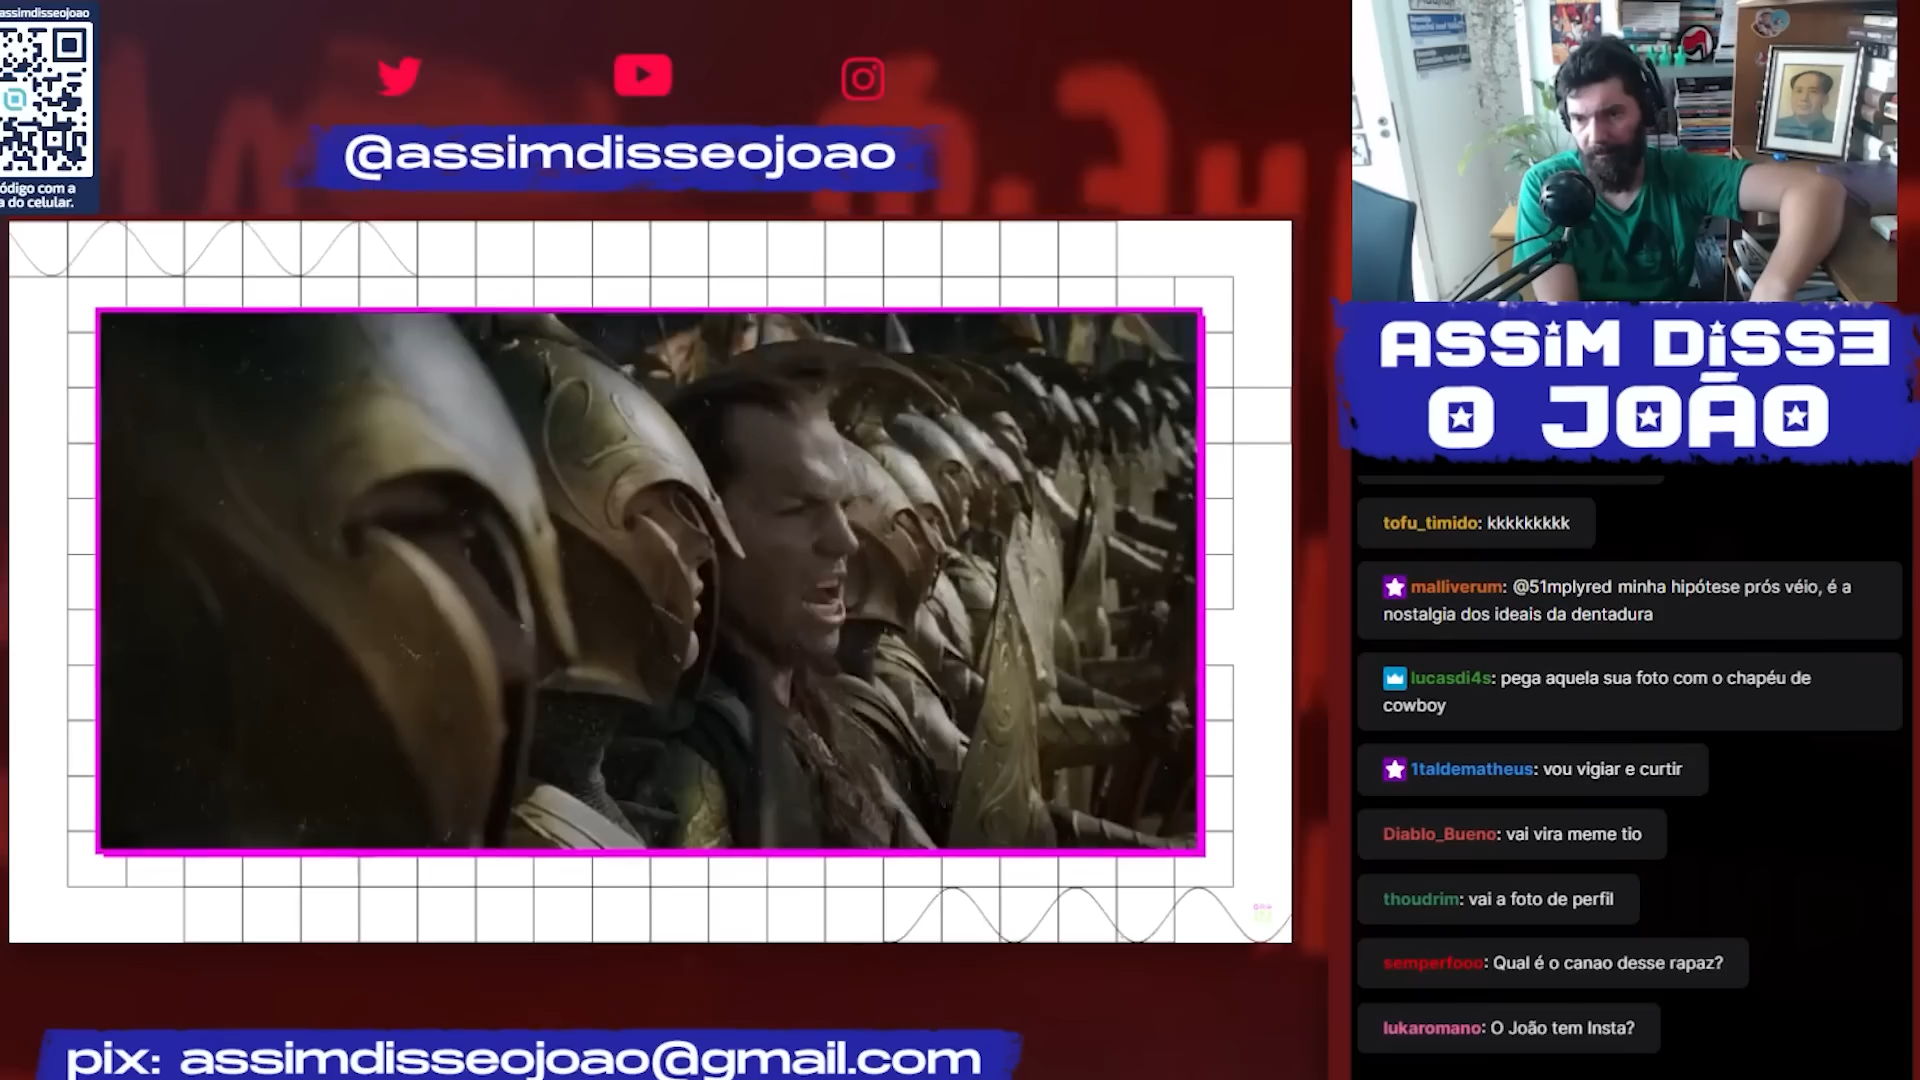 assimdisseojoao
ódigo com a
a do celular.
@assimdisseojoao
ASSIM DISSE
O JOÃO
tofu_timido: kkkkkkkkk
malliverum: @51mplyred minha hipótese prós véio, é a
nostalgia dos ideais da dentadura
lucasdi4s: pega aquela sua foto com o chapéu de
cowboy
1taldematheus: vou vigiar e curtir
Diablo_Bueno: vai vira meme tio
thoudrim: vai a foto de perfil
semperfooo: Qual é o canao desse rapaz?
lukaromano: O João tem Insta?
pix: assimdisseojoao@gmail.com